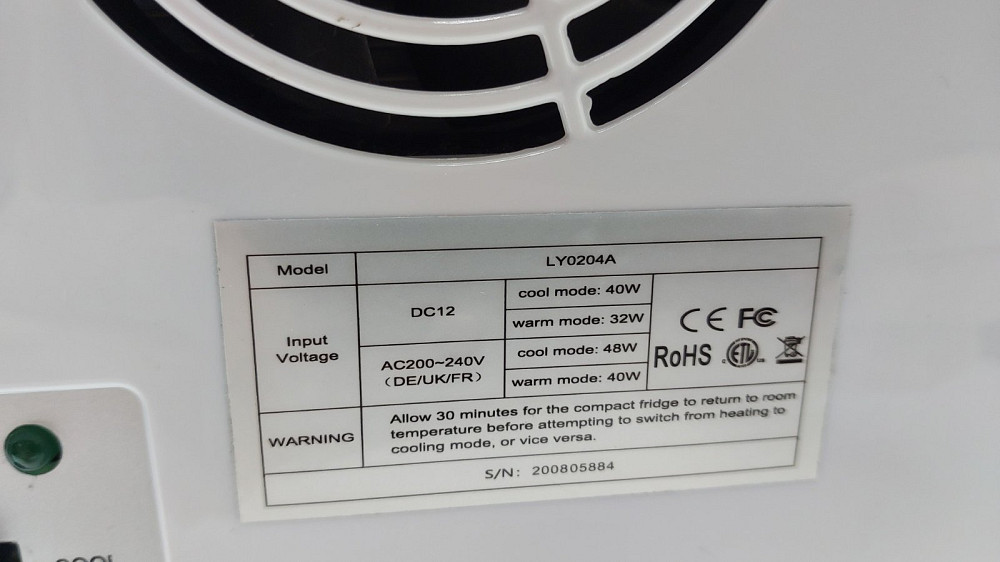 Model
LY0204A
Input
Voltage
DC12
cool mode: 40W
warm mode: 32W
AC200~240V
(DE/UK/FR)
cool mode: 48W
warm mode: 40W
CE FC
RoHS ETL
WARNING
Allow 30 minutes for the compact fridge to return to room
temperature before attempting to switch from heating to
cooling mode, or vice versa.
S/N: 200805884